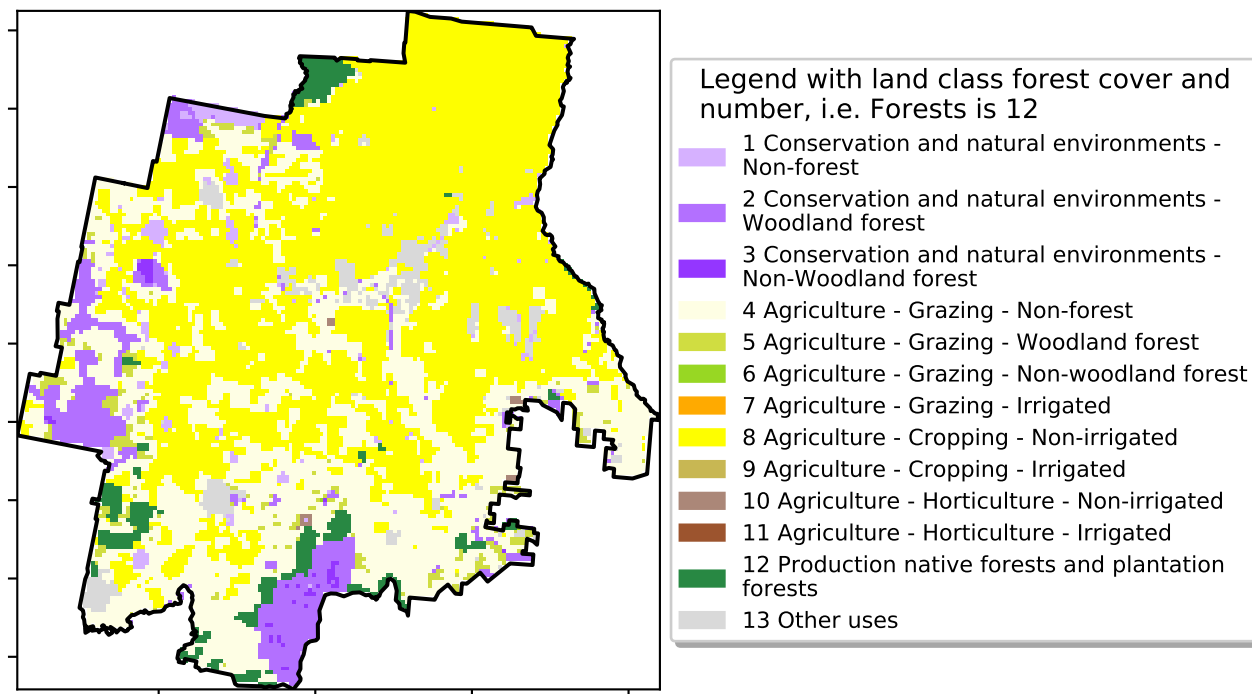 Legend with land class forest cover and
number, i.e. Forests is 12
1 Conservation and natural environments -
Non-forest
2 Conservation and natural environments -
Woodland forest
3 Conservation and natural environments -
Non-Woodland forest
4 Agriculture - Grazing - Non-forest
5 Agriculture - Grazing - Woodland forest
6 Agriculture - Grazing - Non-woodland forest
7 Agriculture - Grazing - Irrigated
8 Agriculture - Cropping - Non-irrigated
9 Agriculture - Cropping - Irrigated
10 Agriculture - Horticulture - Non-irrigated
11 Agriculture - Horticulture - Irrigated
12 Production native forests and plantation
forests
13 Other uses